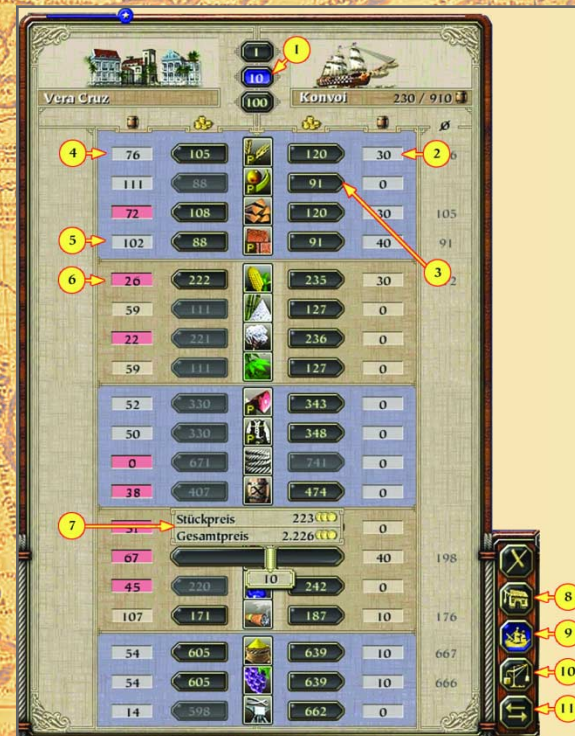 1
1
10
100
Vera Cruz
Konvoi 230 / 910
ø
4 76 105 P 120 30 2
111 88 P 91 0
72 108 120 30 105
5 102 88 P 91 40 91
3
6 26 222 235 30
59 111 127 0
22 221 236 0
59 111 127 0
52 330 P 343 0
50 330 P 348 0
0 671 741 0
38 407 474 0
7 Stückpreis 223
Gesamtpreis 2.226
0
67 40 198
10
45 220 242 0
107 171 187 10 176
54 605 639 10 667
54 605 639 10 666
14 598 662 0
8
9
10
11